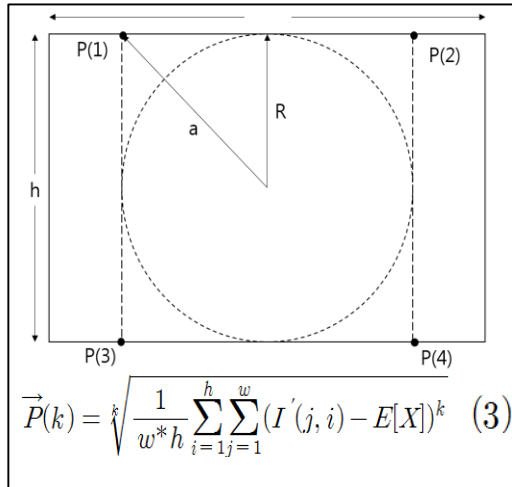 P(1)
P(2)
a
R
h
P(3)
P(4)
\vec{P}(k) = \sqrt[k]{\frac{1}{w*h}\sum_{i=1}^{h}\sum_{j=1}^{w}(I'(j,i)-E[X])^{k}} (3)